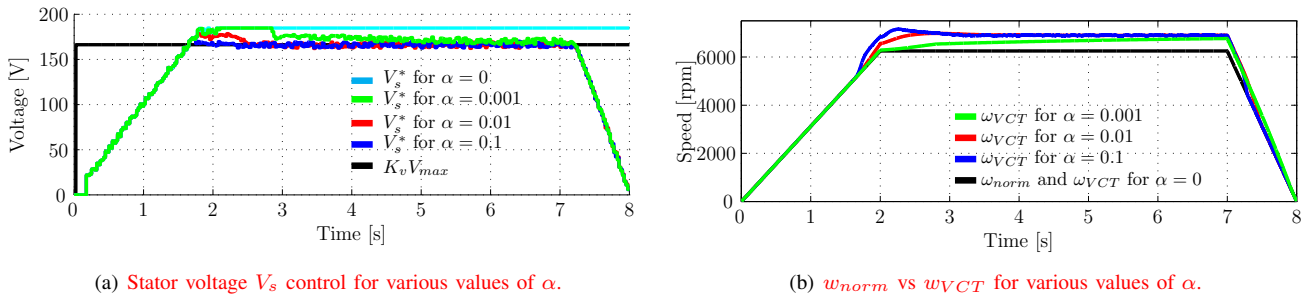 200
150
100
50
0
Voltage [V]
V_s^* for α = 0
V_s^* for α = 0.001
V_s^* for α = 0.01
V_s^* for α = 0.1
K_v V_max
0 1 2 3 4 5 6 7 8
Time [s]
(a) Stator voltage V_s control for various values of α.
6000
4000
2000
0
Speed [rpm]
ω_VCT for α = 0.001
ω_VCT for α = 0.01
ω_VCT for α = 0.1
ω_norm and ω_VCT for α = 0
0 1 2 3 4 5 6 7 8
Time [s]
(b) w_norm vs w_VCT for various values of α.